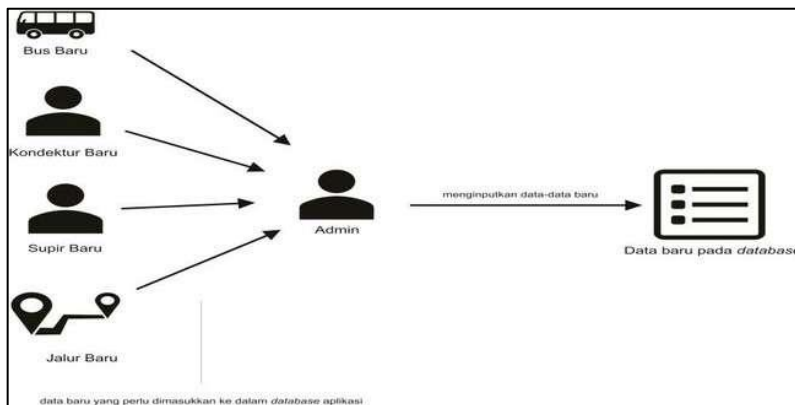 Bus Baru
Kondektur Baru
Supir Baru
Jalur Baru
Admin
menginputkan data-data baru
Data baru pada database
data baru yang perlu dimasukkan ke dalam database aplikasi